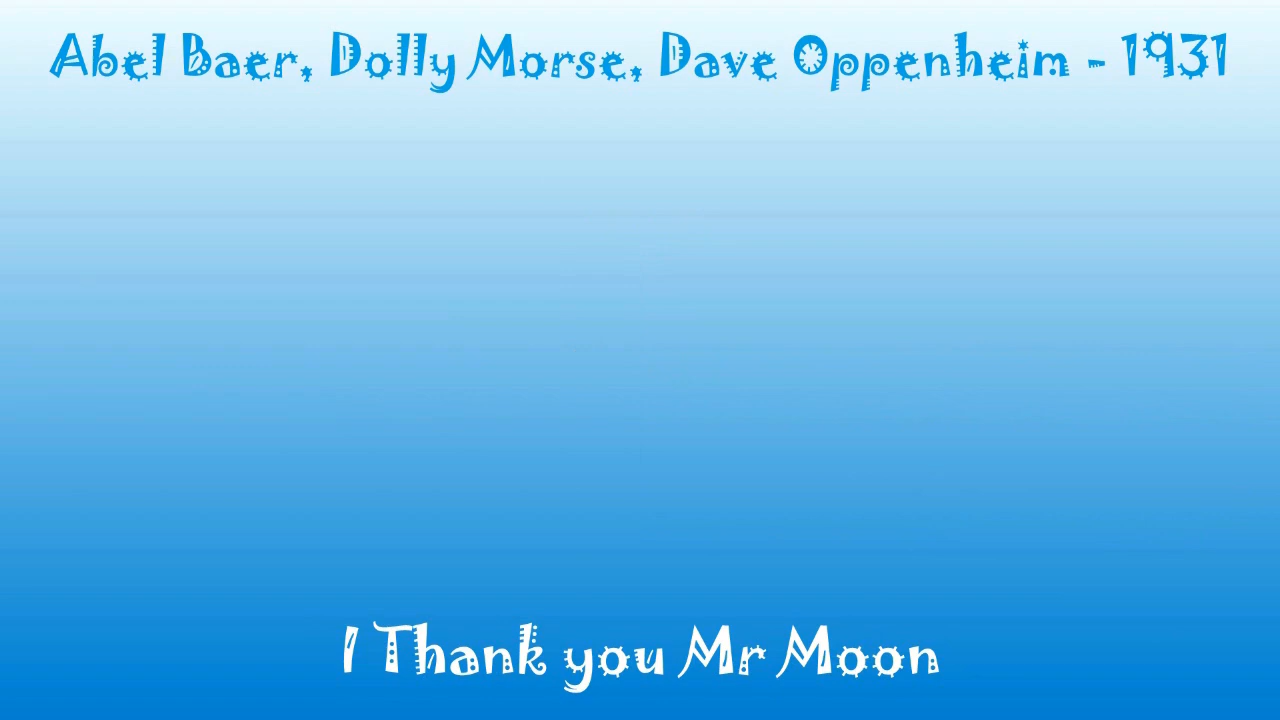 Abel Baer, Dolly Morse, Dave Oppenheim - 1931
I Thank you Mr Moon